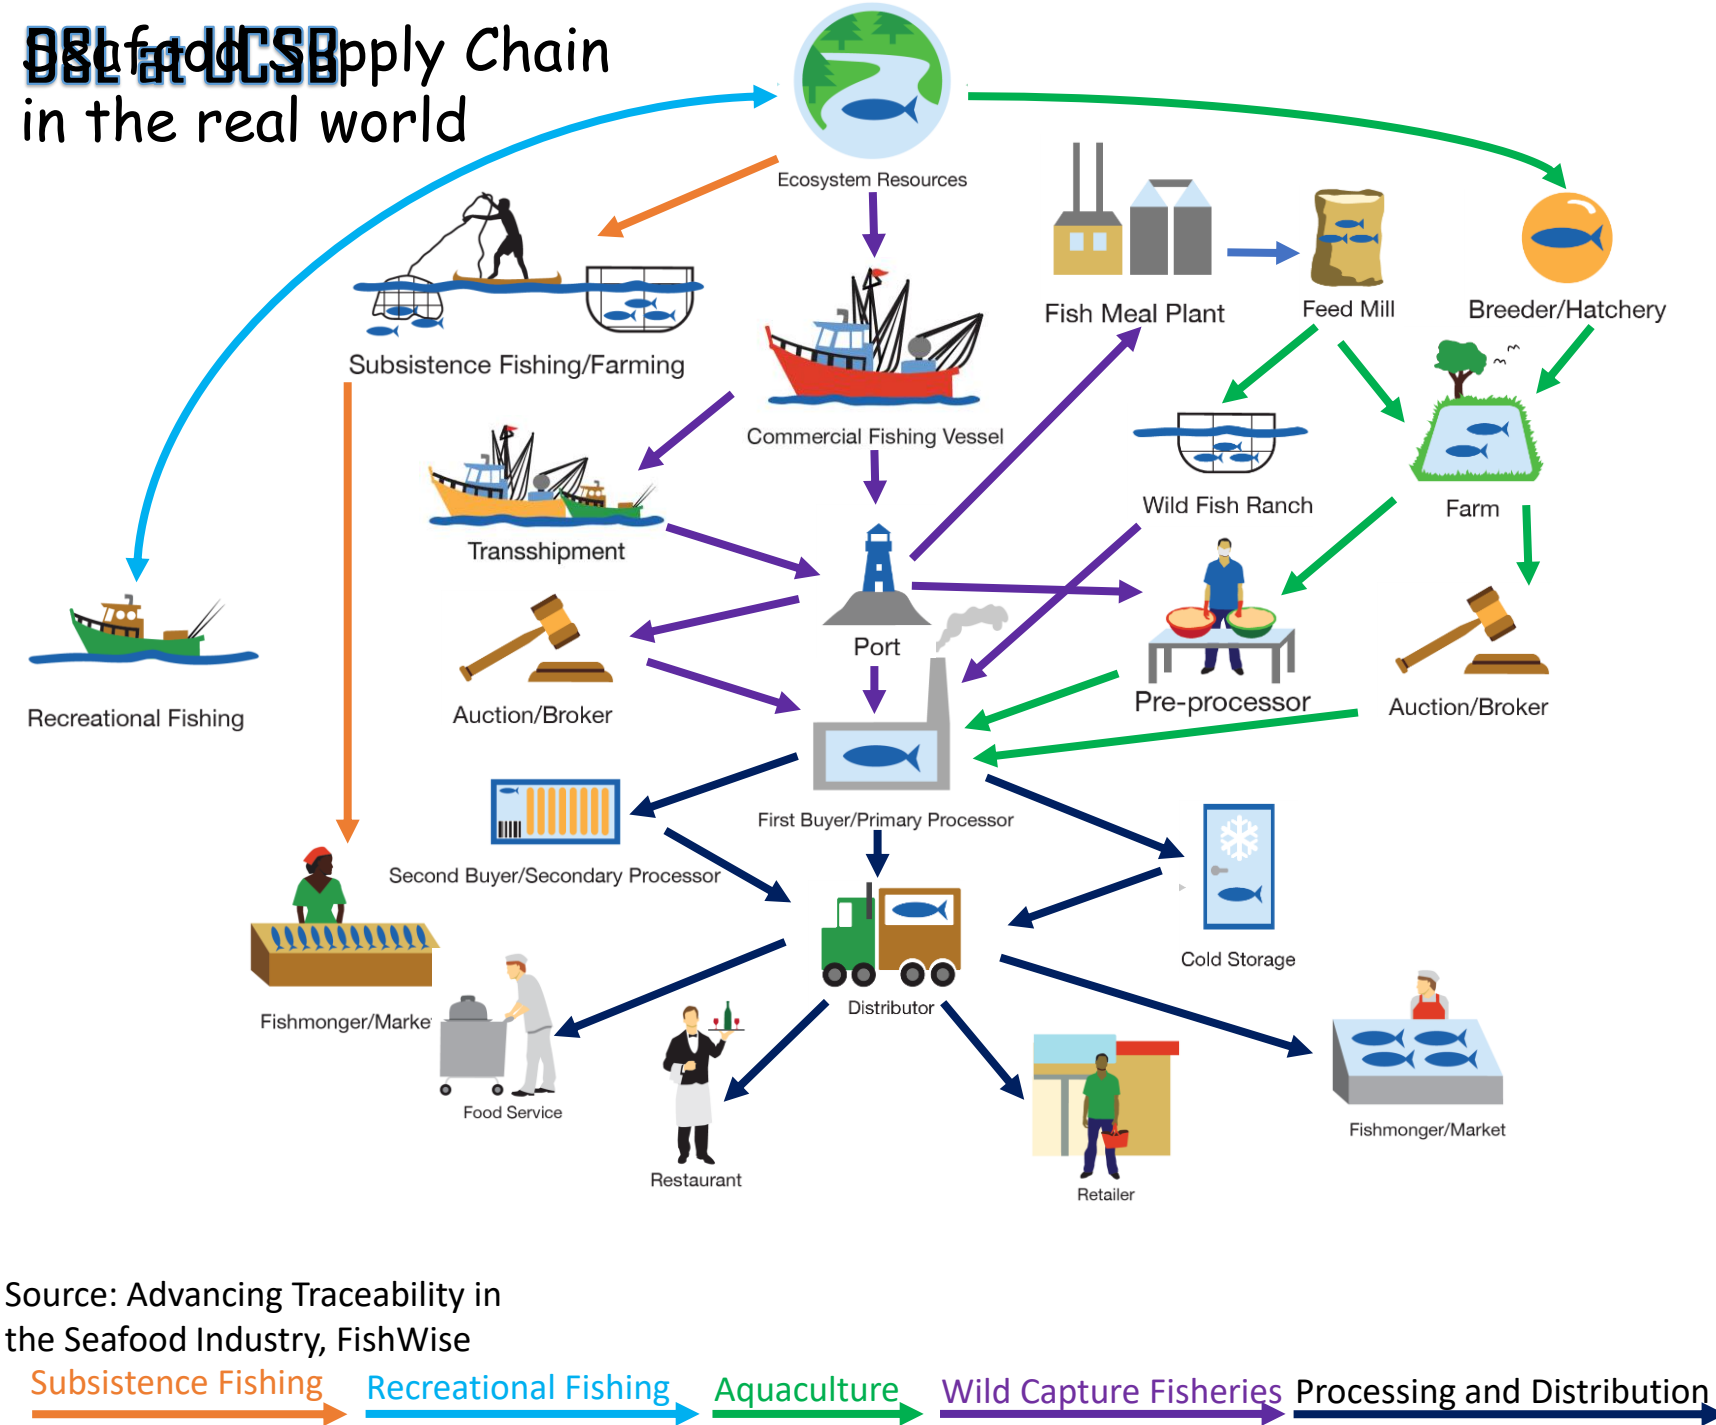 DSL at UCSB
Seafood Supply Chain
in the real world
Ecosystem Resources
Fish Meal Plant
Feed Mill
Breeder/Hatchery
Subsistence Fishing/Farming
Commercial Fishing Vessel
Wild Fish Ranch
Farm
Transshipment
Port
Recreational Fishing
Auction/Broker
Pre-processor
Auction/Broker
First Buyer/Primary Processor
Second Buyer/Secondary Processor
Cold Storage
Distributor
Fishmonger/Marke
Food Service
Fishmonger/Market
Restaurant
Retailer
Source: Advancing Traceability in
the Seafood Industry, FishWise
Subsistence Fishing
Recreational Fishing
Aquaculture
Wild Capture Fisheries
Processing and Distribution